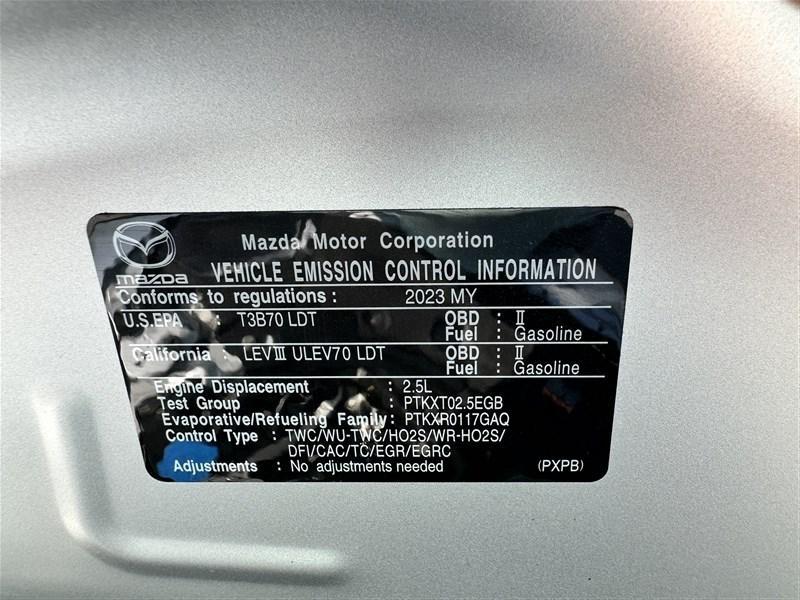 Mazda Motor Corporation
mazda VEHICLE EMISSION CONTROL INFORMATION
Conforms to regulations : 2023 MY
U.S.EPA : T3B70 LDT OBD : II
Fuel : Gasoline
California : LEVIII ULEV70 LDT OBD : II
Fuel : Gasoline
Engine Displacement : 2.5L
Test Group : PTKXT02.5EGB
Evaporative/Refueling Family : PTKXR0117GAQ
Control Type : TWC/WU-TWC/HO2S/WR-HO2S/
DFI/CAC/TC/EGR/EGRC
Adjustments : No adjustments needed (PXPB)